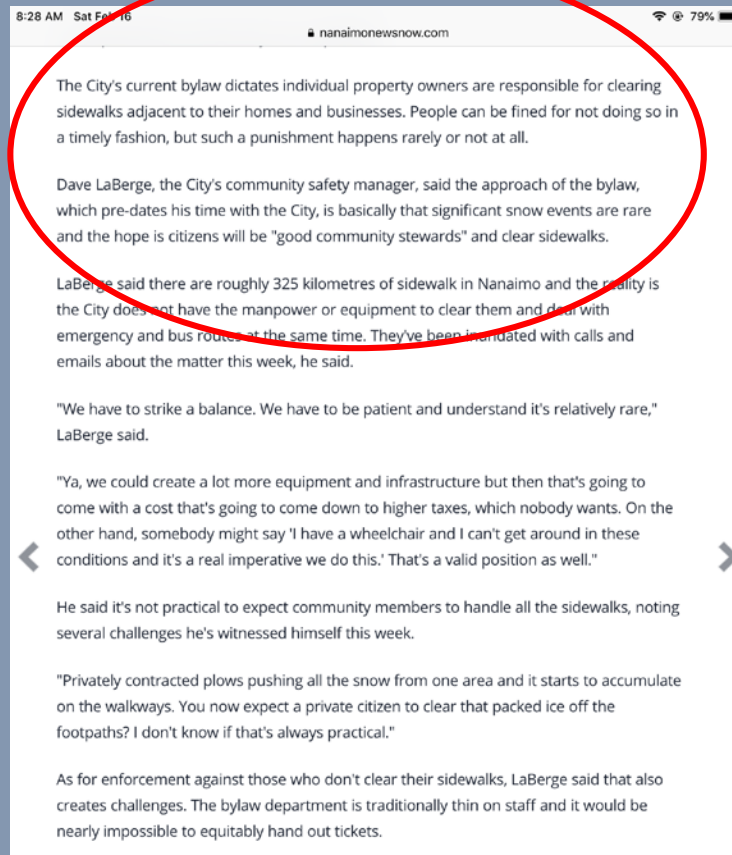 8:28 AM Sat Feb 16
79%
nanaimonewsnow.com
The City's current bylaw dictates individual property owners are responsible for clearing
sidewalks adjacent to their homes and businesses. People can be fined for not doing so in
a timely fashion, but such a punishment happens rarely or not at all.
Dave LaBerge, the City's community safety manager, said the approach of the bylaw,
which pre-dates his time with the City, is basically that significant snow events are rare
and the hope is citizens will be "good community stewards" and clear sidewalks.
LaBerge said there are roughly 325 kilometres of sidewalk in Nanaimo and the reality is
the City does not have the manpower or equipment to clear them and deal with
emergency and bus routes at the same time. They've been inundated with calls and
emails about the matter this week, he said.
"We have to strike a balance. We have to be patient and understand it's relatively rare,"
LaBerge said.
"Ya, we could create a lot more equipment and infrastructure but then that's going to
come with a cost that's going to come down to higher taxes, which nobody wants. On the
other hand, somebody might say 'I have a wheelchair and I can't get around in these
conditions and it's a real imperative we do this.' That's a valid position as well."
He said it's not practical to expect community members to handle all the sidewalks, noting
several challenges he's witnessed himself this week.
"Privately contracted plows pushing all the snow from one area and it starts to accumulate
on the walkways. You now expect a private citizen to clear that packed ice off the
footpaths? I don't know if that's always practical."
As for enforcement against those who don't clear their sidewalks, LaBerge said that also
creates challenges. The bylaw department is traditionally thin on staff and it would be
nearly impossible to equitably hand out tickets.